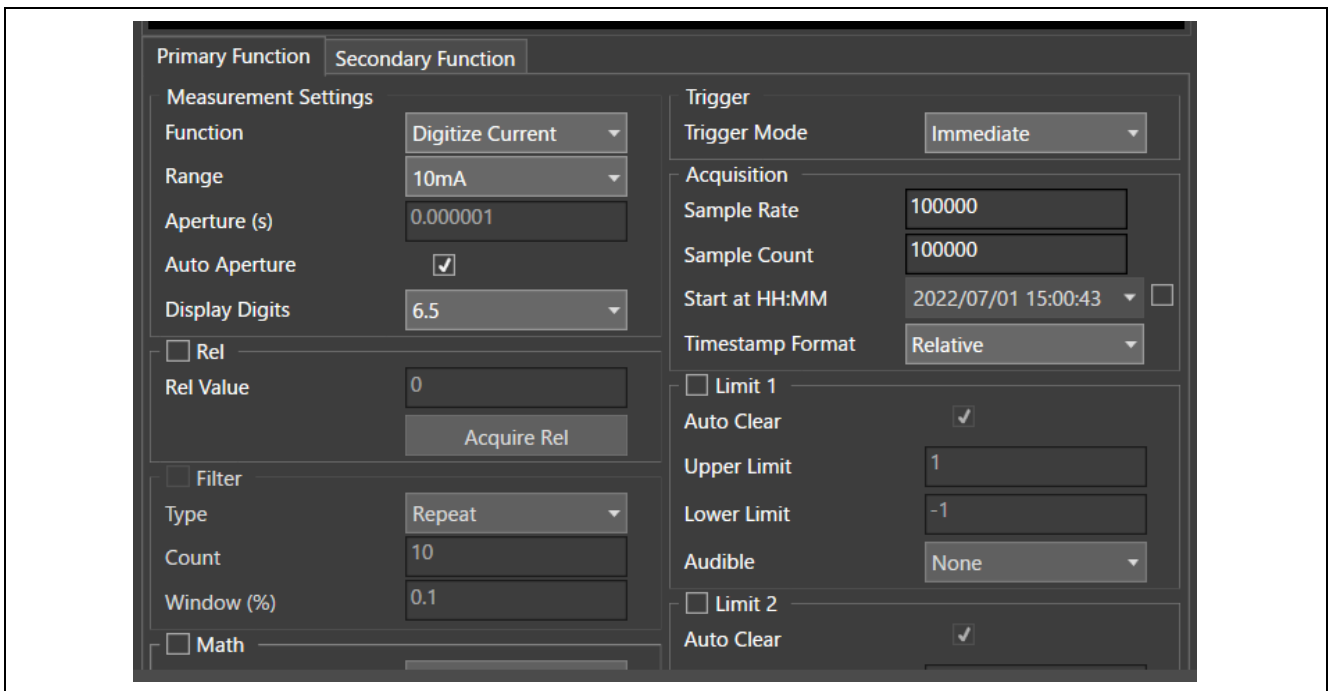 Primary Function
Secondary Function
Measurement Settings
Function
Digitize Current
Range
10mA
Aperture (s)
0.000001
Auto Aperture
Display Digits
6.5
Rel
Rel Value
0
Acquire Rel
Filter
Type
Repeat
Count
10
Window (%)
0.1
Math
Trigger
Trigger Mode
Immediate
Acquisition
Sample Rate
100000
Sample Count
100000
Start at HH:MM
2022/07/01 15:00:43
Timestamp Format
Relative
Limit 1
Auto Clear
Upper Limit
1
Lower Limit
-1
Audible
None
Limit 2
Auto Clear